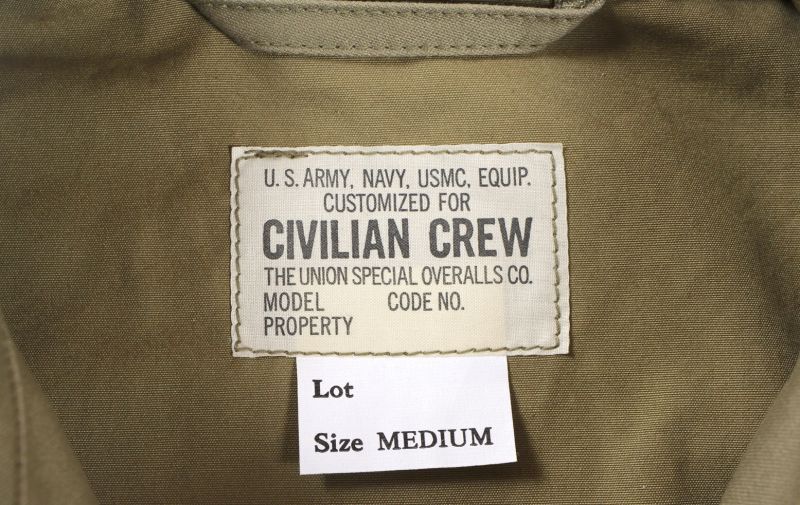 U. S. ARMY, NAVY, USMC, EQUIP.
CUSTOMIZED FOR
CIVILIAN CREW
THE UNION SPECIAL OVERALLS CO.
MODEL CODE NO.
PROPERTY
Lot
Size MEDIUM